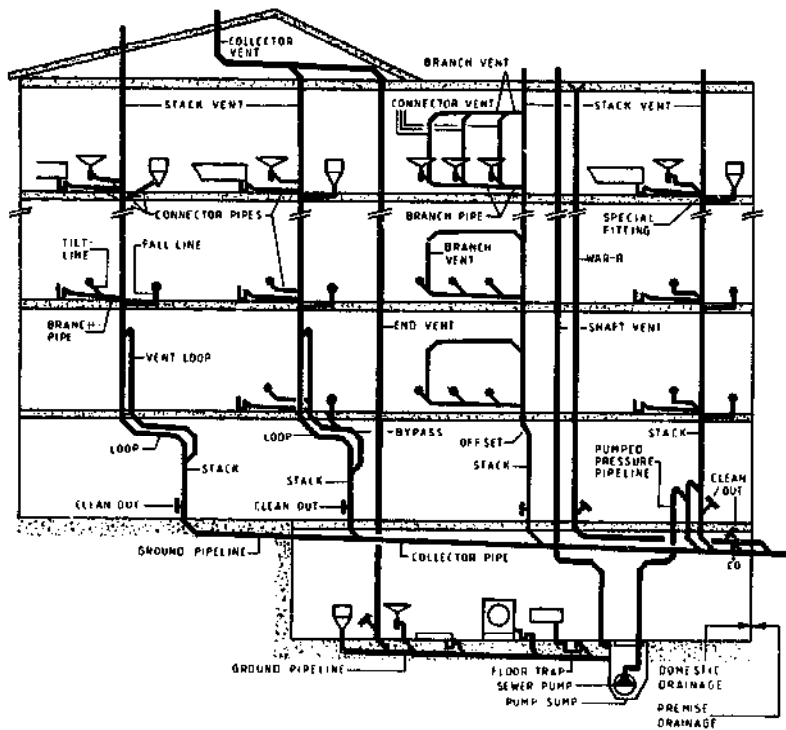 COLLECTOR
VENT
BRANCH VENT
STACK VENT
CONNECTOR VENT
STACK VENT
CONNECTOR PIPES
BRANCH PIPE
SPECIAL
FITTING
TILT-
LINE
FALL LINE
BRANCH
VENT
WAR-R
BRANCH-
PIPE
END VENT
SHAFT VENT
VENT LOOP
LOOP
LOOP
BYPASS
OFFSET
STACK
PUMPED
PRESSURE
PIPELINE
STACK
STACK
STACK
CLEAN
OUT
CLEAN OUT
CLEAN OUT
GROUND PIPELINE
COLLECTOR PIPE
CO
GROUND PIPELINE
FLOOR TRAP
SEWER PUMP
PUMP SUMP
DOMESTIC
DRAINAGE
PREMISE
DRAINAGE